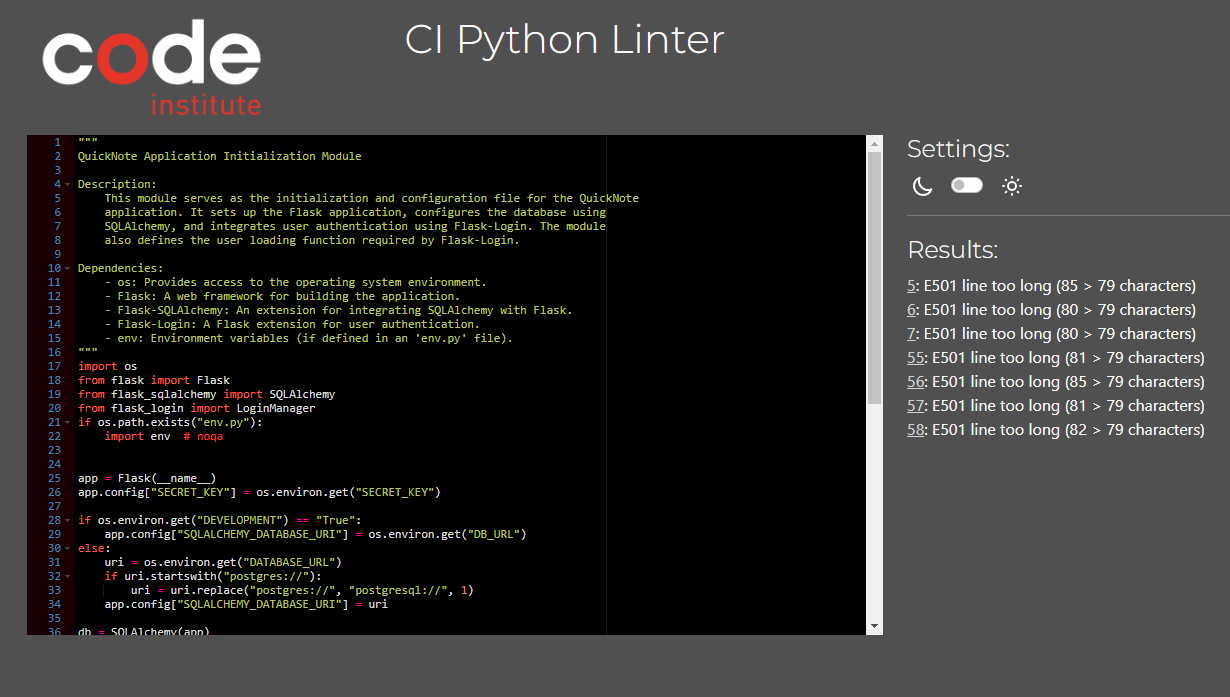 code
institute
CI Python Linter
1 """
2 QuickNote Application Initialization Module
3
4 Description:
5 This module serves as the initialization and configuration file for the QuickNote
6 application. It sets up the Flask application, configures the database using
7 SQLAlchemy, and integrates user authentication using Flask-Login. The module
8 also defines the user loading function required by Flask-Login.
9
10 Dependencies:
11 - os: Provides access to the operating system environment.
12 - Flask: A web framework for building the application.
13 - Flask-SQLAlchemy: An extension for integrating SQLAlchemy with Flask.
14 - Flask-Login: A Flask extension for user authentication.
15 - env: Environment variables (if defined in an 'env.py' file).
16 """
17 import os
18 from flask import Flask
19 from flask_sqlalchemy import SQLAlchemy
20 from flask_login import LoginManager
21 if os.path.exists("env.py"):
22 import env # noqa
23
24
25 app = Flask(__name__)
26 app.config["SECRET_KEY"] = os.environ.get("SECRET_KEY")
27
28 if os.environ.get("DEVELOPMENT") == "True":
29 app.config["SQLALCHEMY_DATABASE_URI"] = os.environ.get("DB_URL")
30 else:
31 uri = os.environ.get("DATABASE_URL")
32 if uri.startswith("postgres://"):
33 uri = uri.replace("postgres://", "postgresql://", 1)
34 app.config["SQLALCHEMY_DATABASE_URI"] = uri
35
36 db = SQLAlchemy(app)
Settings:
Results:
5: E501 line too long (85 > 79 characters)
6: E501 line too long (80 > 79 characters)
7: E501 line too long (80 > 79 characters)
55: E501 line too long (81 > 79 characters)
56: E501 line too long (85 > 79 characters)
57: E501 line too long (81 > 79 characters)
58: E501 line too long (82 > 79 characters)